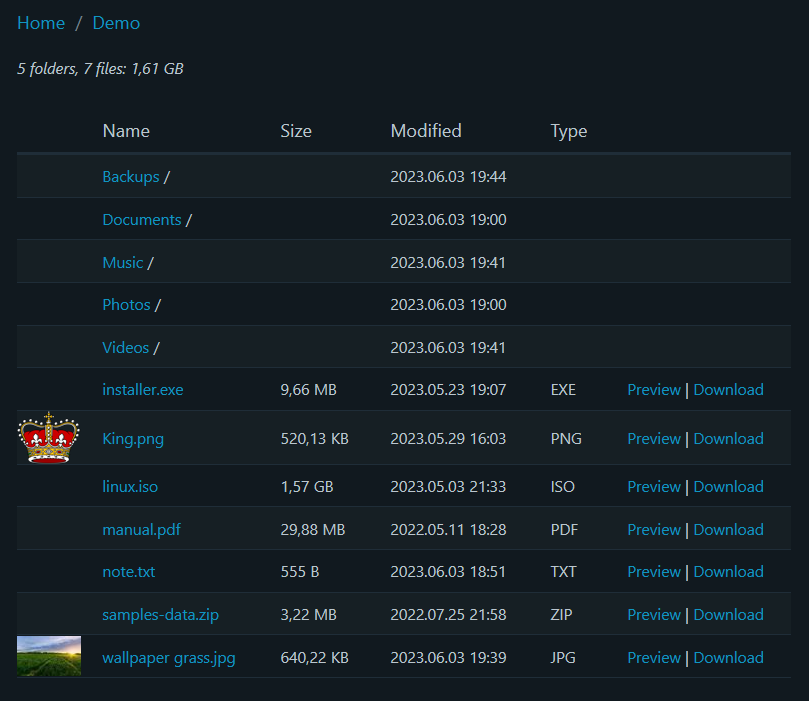 Home / Demo
5 folders, 7 files: 1,61 GB
Name Size Modified Type
Backups / 2023.06.03 19:44
Documents / 2023.06.03 19:00
Music / 2023.06.03 19:41
Photos / 2023.06.03 19:00
Videos / 2023.06.03 19:41
installer.exe 9,66 MB 2023.05.23 19:07 EXE Preview | Download
King.png 520,13 KB 2023.05.29 16:03 PNG Preview | Download
linux.iso 1,57 GB 2023.05.03 21:33 ISO Preview | Download
manual.pdf 29,88 MB 2022.05.11 18:28 PDF Preview | Download
note.txt 555 B 2023.06.03 18:51 TXT Preview | Download
samples-data.zip 3,22 MB 2022.07.25 21:58 ZIP Preview | Download
wallpaper grass.jpg 640,22 KB 2023.06.03 19:39 JPG Preview | Download